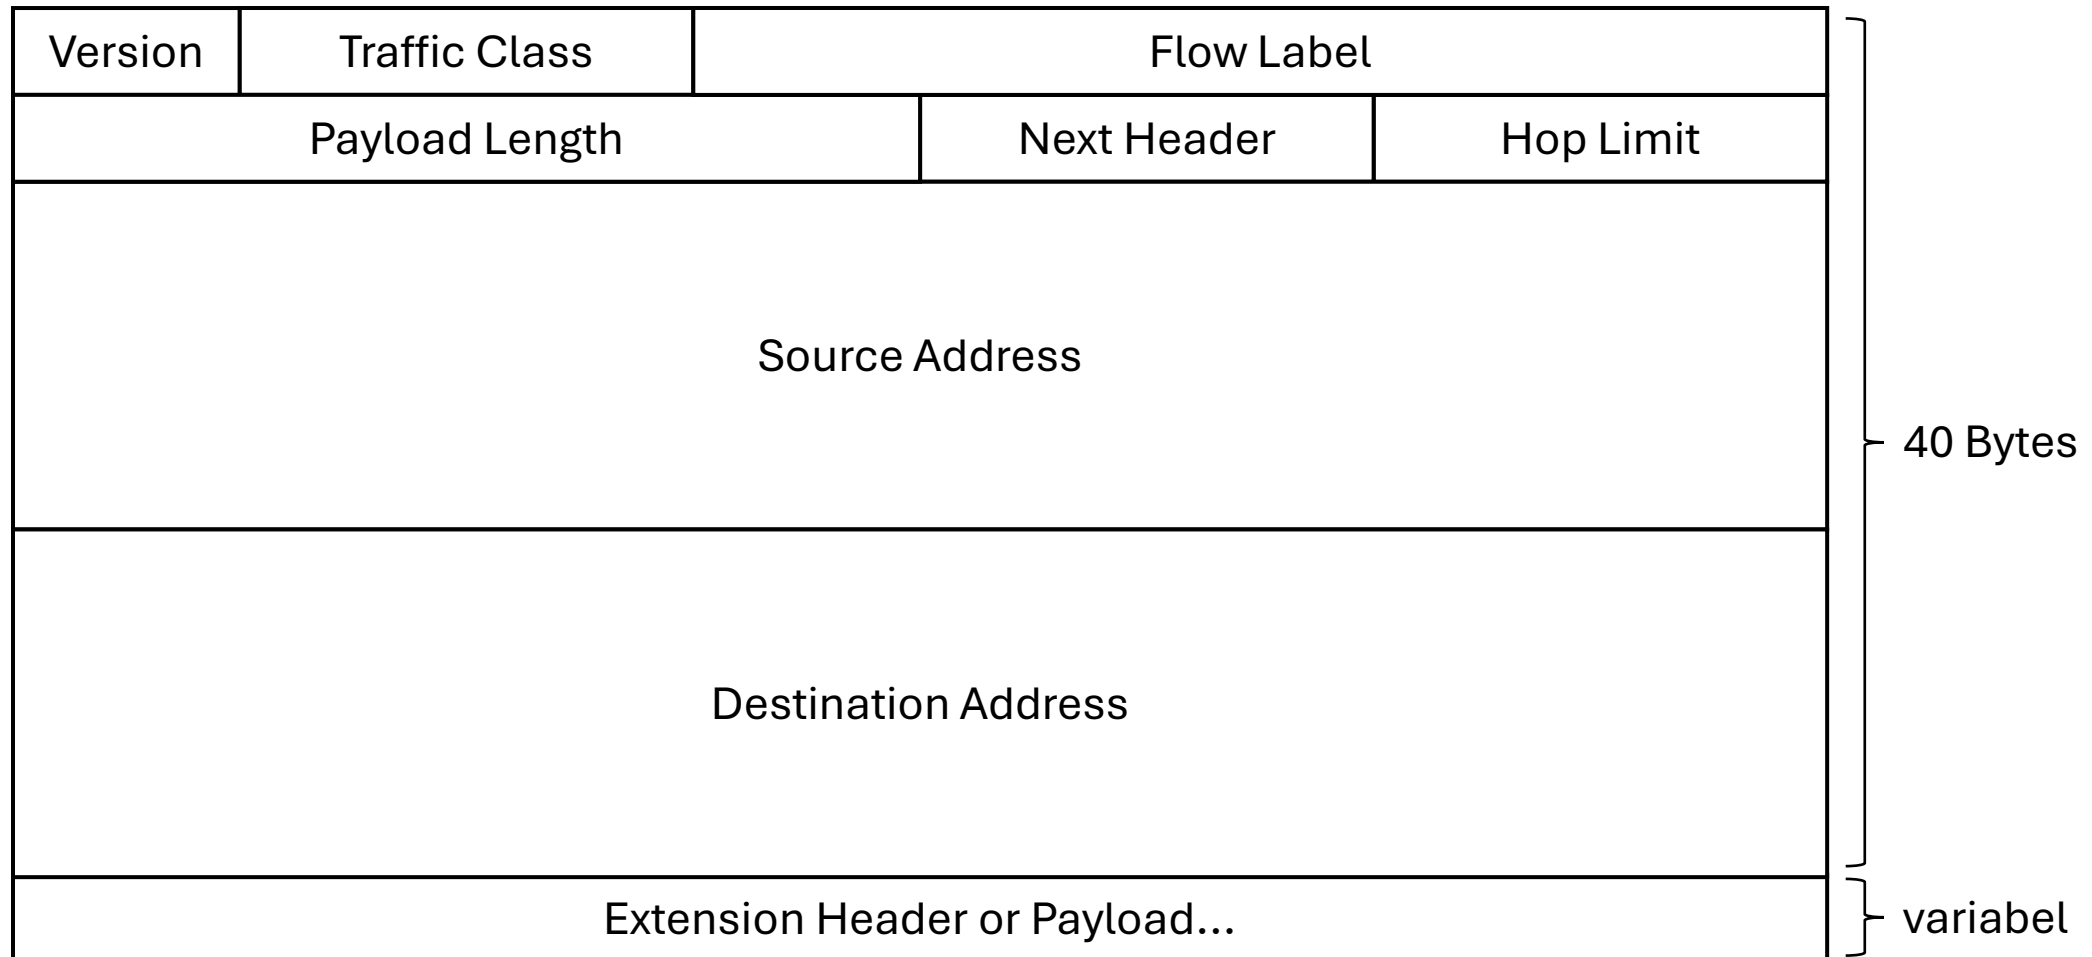 Version
Traffic Class
Flow Label
Payload Length
Next Header
Hop Limit
Source Address
40 Bytes
Destination Address
Extension Header or Payload...
variabel